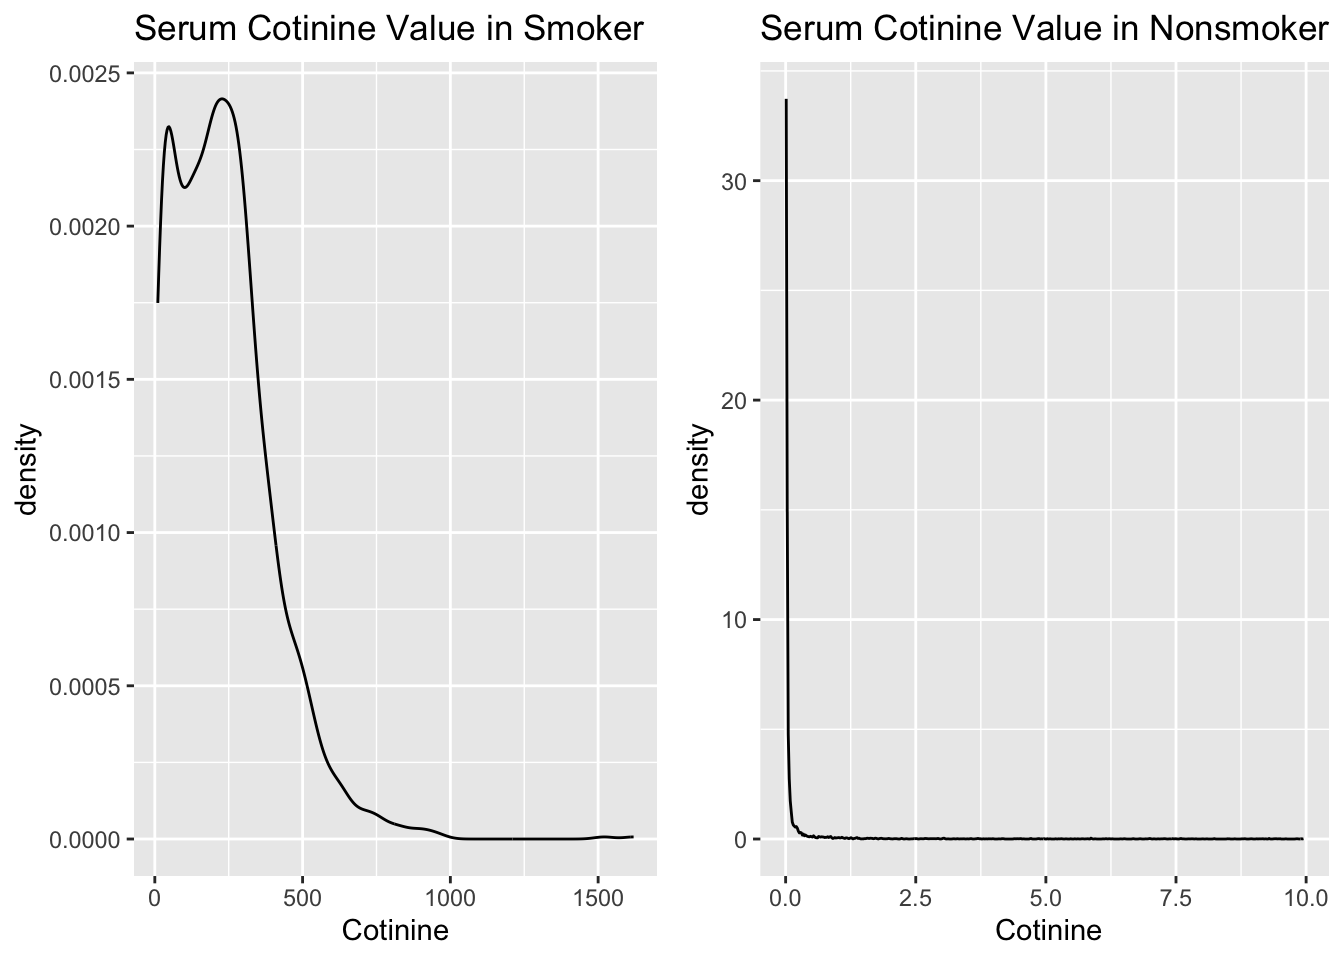 Serum Cotinine Value in Smoker
0.0025
0.0020
0.0015
0.0010
0.0005
0.0000
density
0 500 1000 1500
Cotinine
Serum Cotinine Value in Nonsmoker
30
20
10
0
density
0.0 2.5 5.0 7.5 10.0
Cotinine